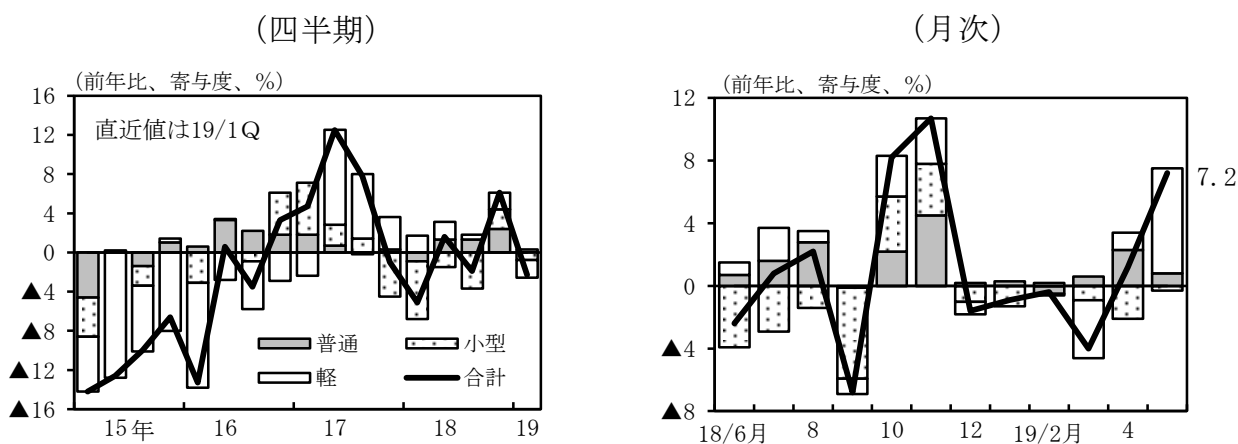 (四半期)
(前年比、寄与度、%)
16
12
8
4
0
▲ 4
▲ 8
▲ 12
▲ 16
直近値は19/1Q
普通
小型
軽
合計
15年
16
17
18
19
(月次)
(前年比、寄与度、%)
12
8
4
0
▲ 4
▲ 8
7.2
18/6月
8
10
12
19/2月
4